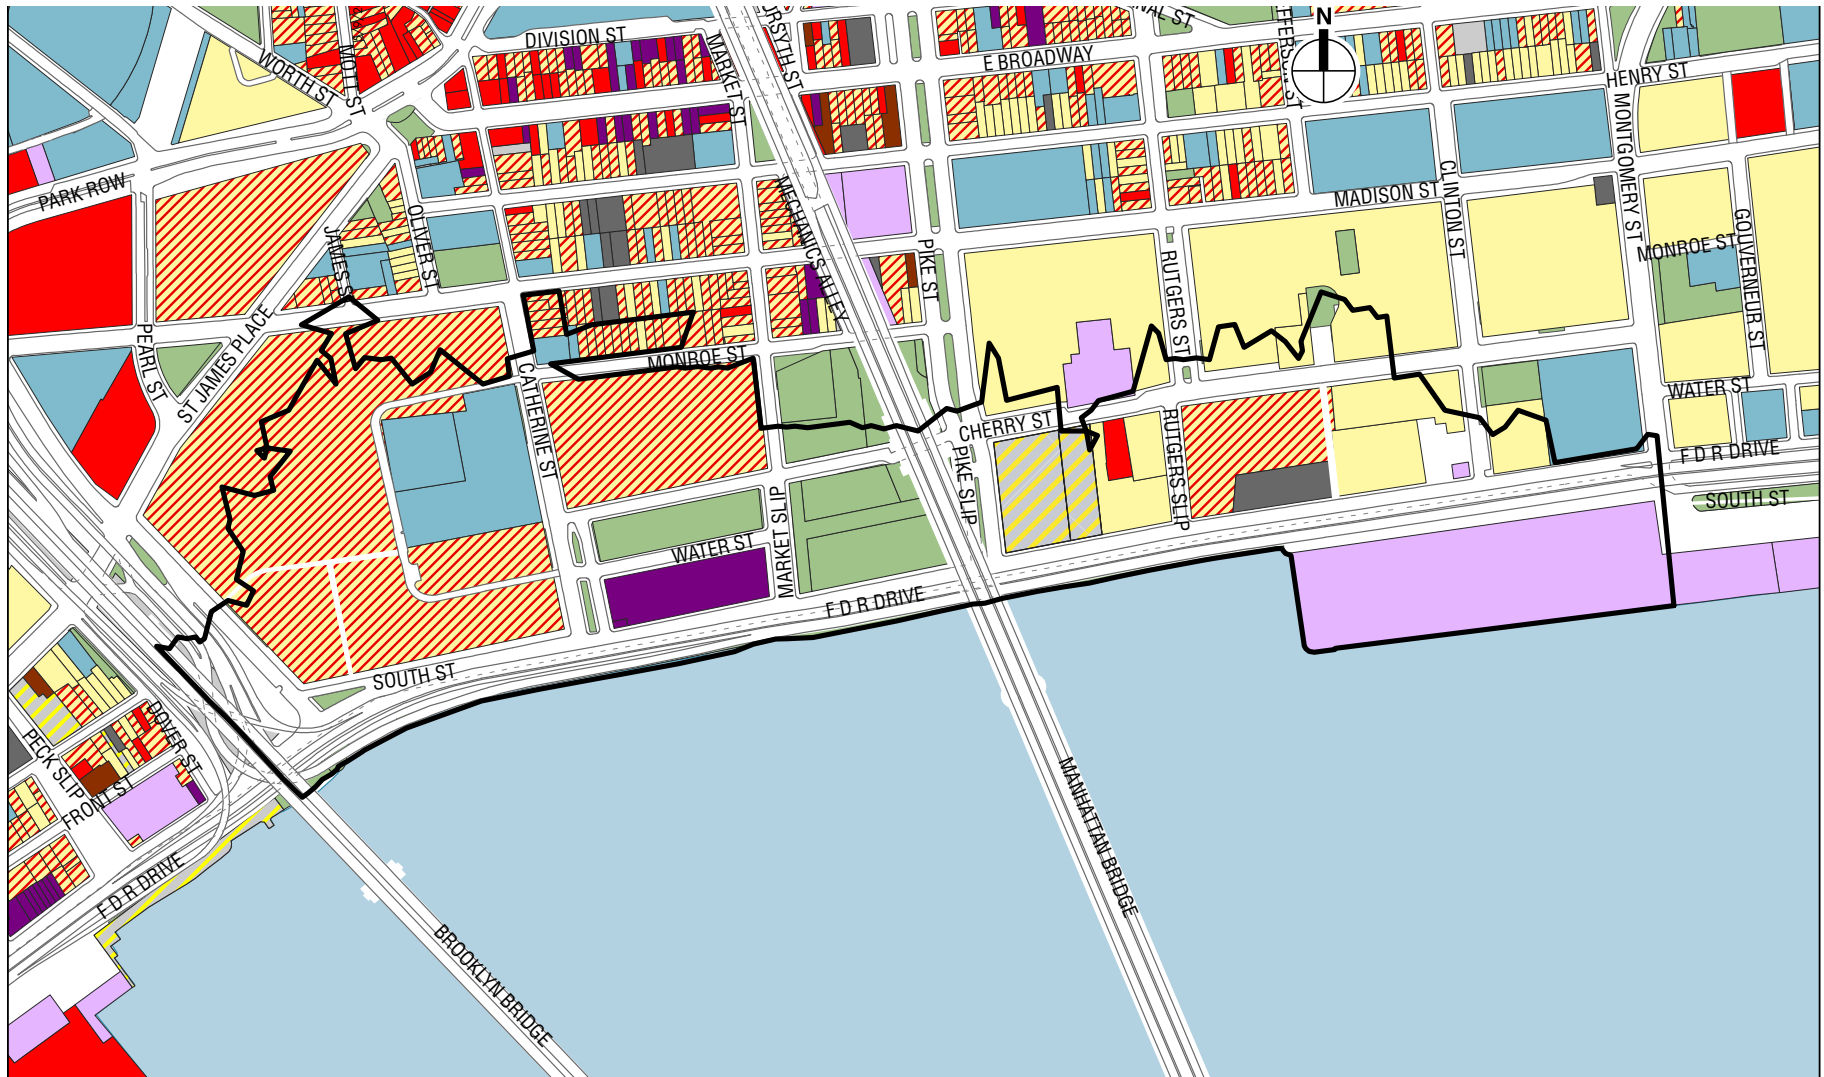 N
DIVISION ST
E BROADWAY
HENRY ST
WORTH ST
MOTT ST
MARKET ST
PARK ROW
OLIVER ST
JAMES S
MECHANICS ALLEY
PIKE ST
RUTGERS ST
MADISON ST
CLINTON ST
MONTGOMERY ST
MONROE ST
GOUVERNEUR ST
PEARL ST
ST JAMES PLACE
CATHERINE ST
MONROE ST
WATER ST
CHERRY ST
PIKE SLIP
RUTGERS SLIP
F D R DRIVE
SOUTH ST
MARKET SLIP
WATER ST
F D R DRIVE
SOUTH ST
DOVER ST
PECK SLIP
FRONT ST
F D R DRIVE
BROOKLYN BRIDGE
MANHATTAN BRIDGE